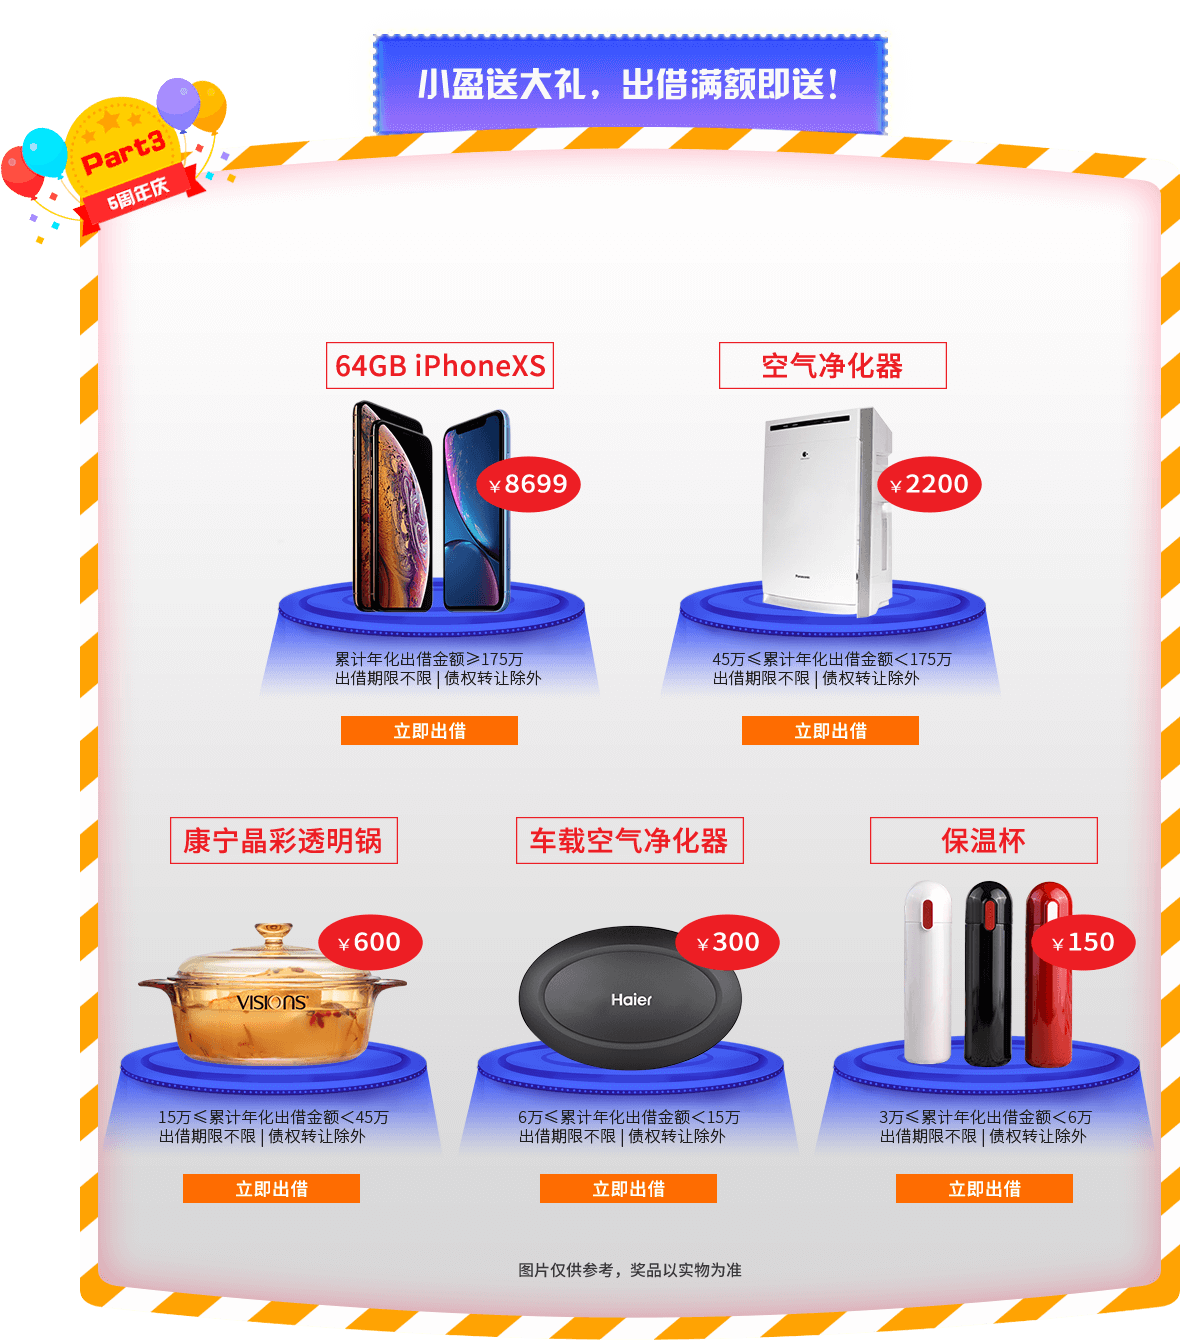 小盈送大礼，出借满额即送！
Part3
5周年庆
64GB iPhoneXS
空气净化器
￥8699
￥2200
Panasonic
累计年化出借金额≥175万
出借期限不限 | 债权转让除外
45万≤累计年化出借金额＜175万
出借期限不限 | 债权转让除外
立即出借
立即出借
康宁晶彩透明锅
车载空气净化器
保温杯
￥600
￥300
￥150
VISIONS
Haier
15万≤累计年化出借金额＜45万
出借期限不限 | 债权转让除外
6万≤累计年化出借金额＜15万
出借期限不限 | 债权转让除外
3万≤累计年化出借金额＜6万
出借期限不限 | 债权转让除外
立即出借
立即出借
立即出借
图片仅供参考，奖品以实物为准